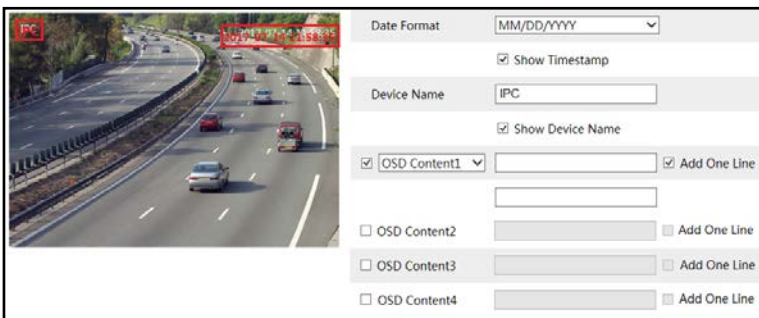 IPC
Date Format MM/DD/YYYY
Show Timestamp
Device Name IPC
Show Device Name
OSD Content1 Add One Line
OSD Content2 Add One Line
OSD Content3 Add One Line
OSD Content4 Add One Line